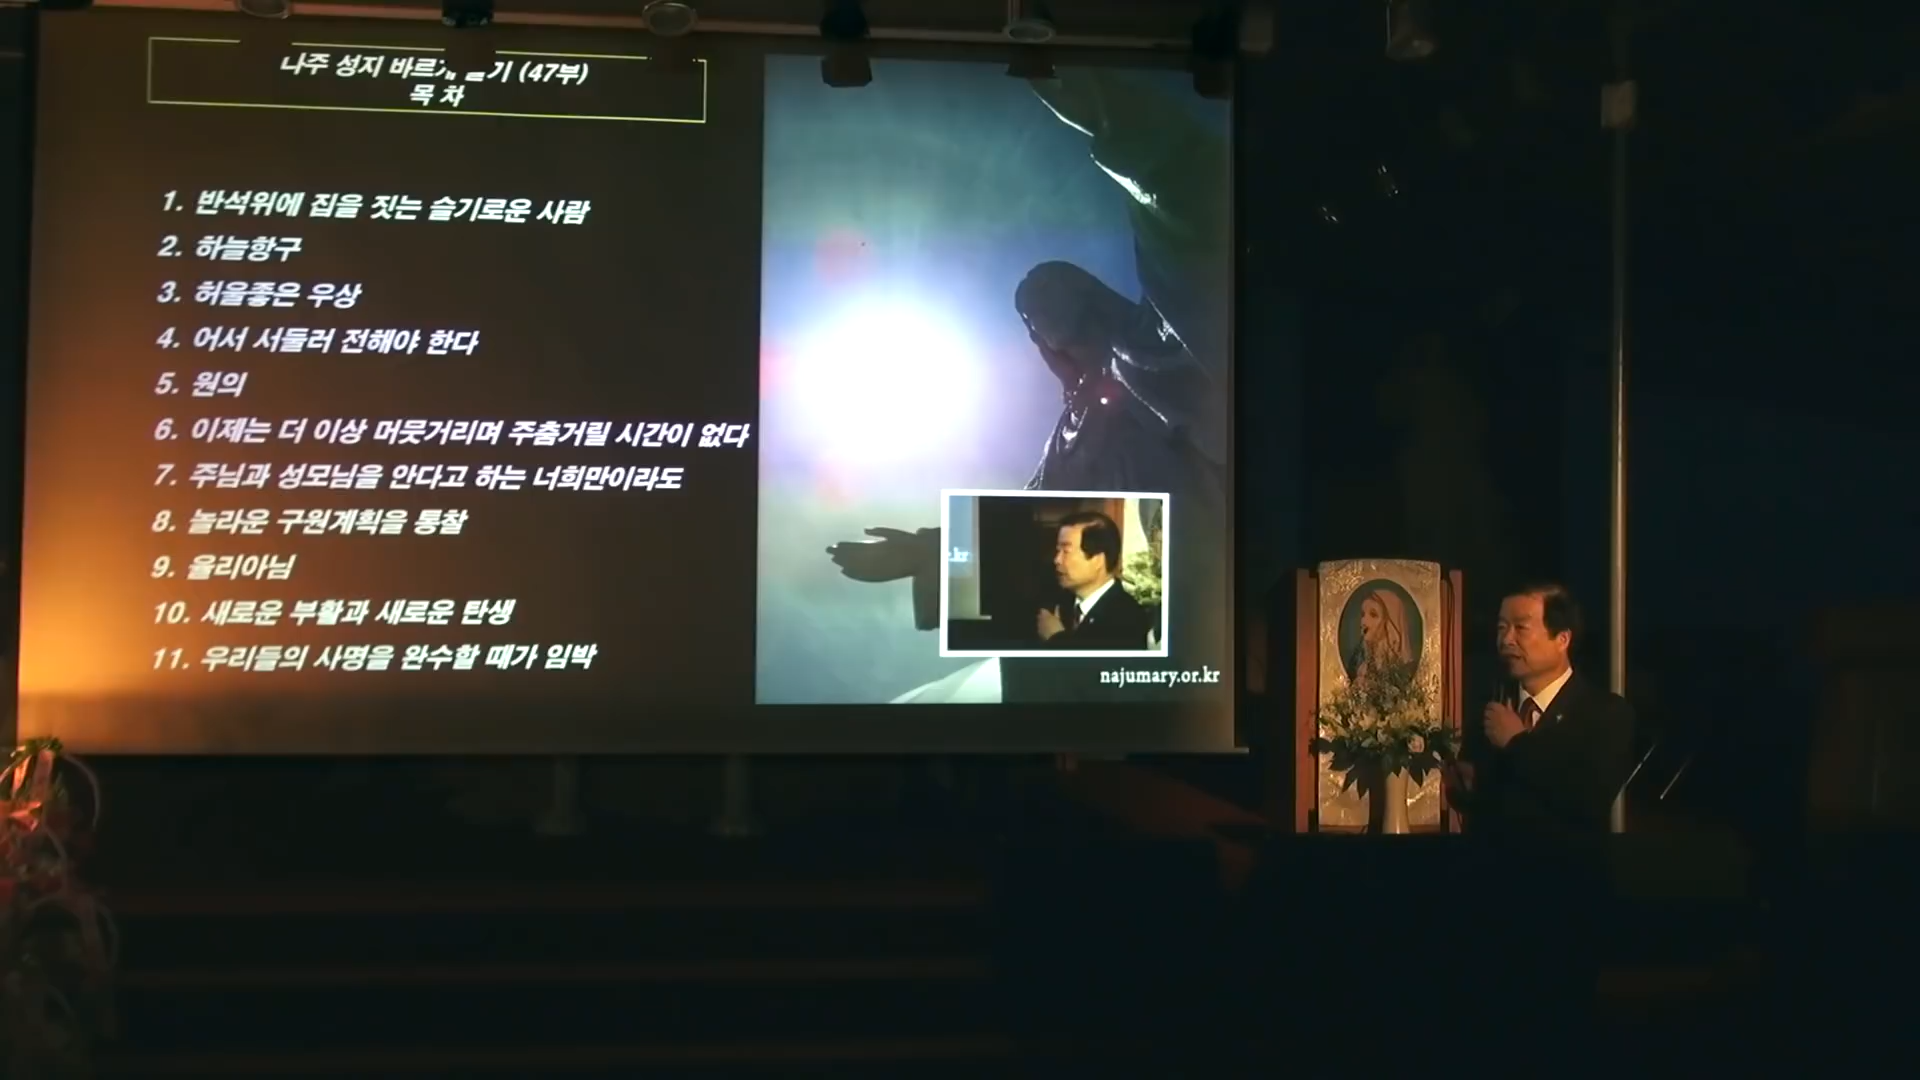 나주 성지 바르게 알기 (47부)
목 차
1. 반석위에 집을 짓는 슬기로운 사람
2. 하늘항구
3. 허울좋은 우상
4. 어서 서둘러 전해야 한다
5. 원의
6. 이제는 더 이상 머뭇거리며 주춤거릴 시간이 없다
7. 주님과 성모님을 안다고 하는 너희만이라도
8. 놀라운 구원계획을 통찰
9. 율리아님
10. 새로운 부활과 새로운 탄생
11. 우리들의 사명을 완수할 때가 임박
.kr
najumary.or.kr